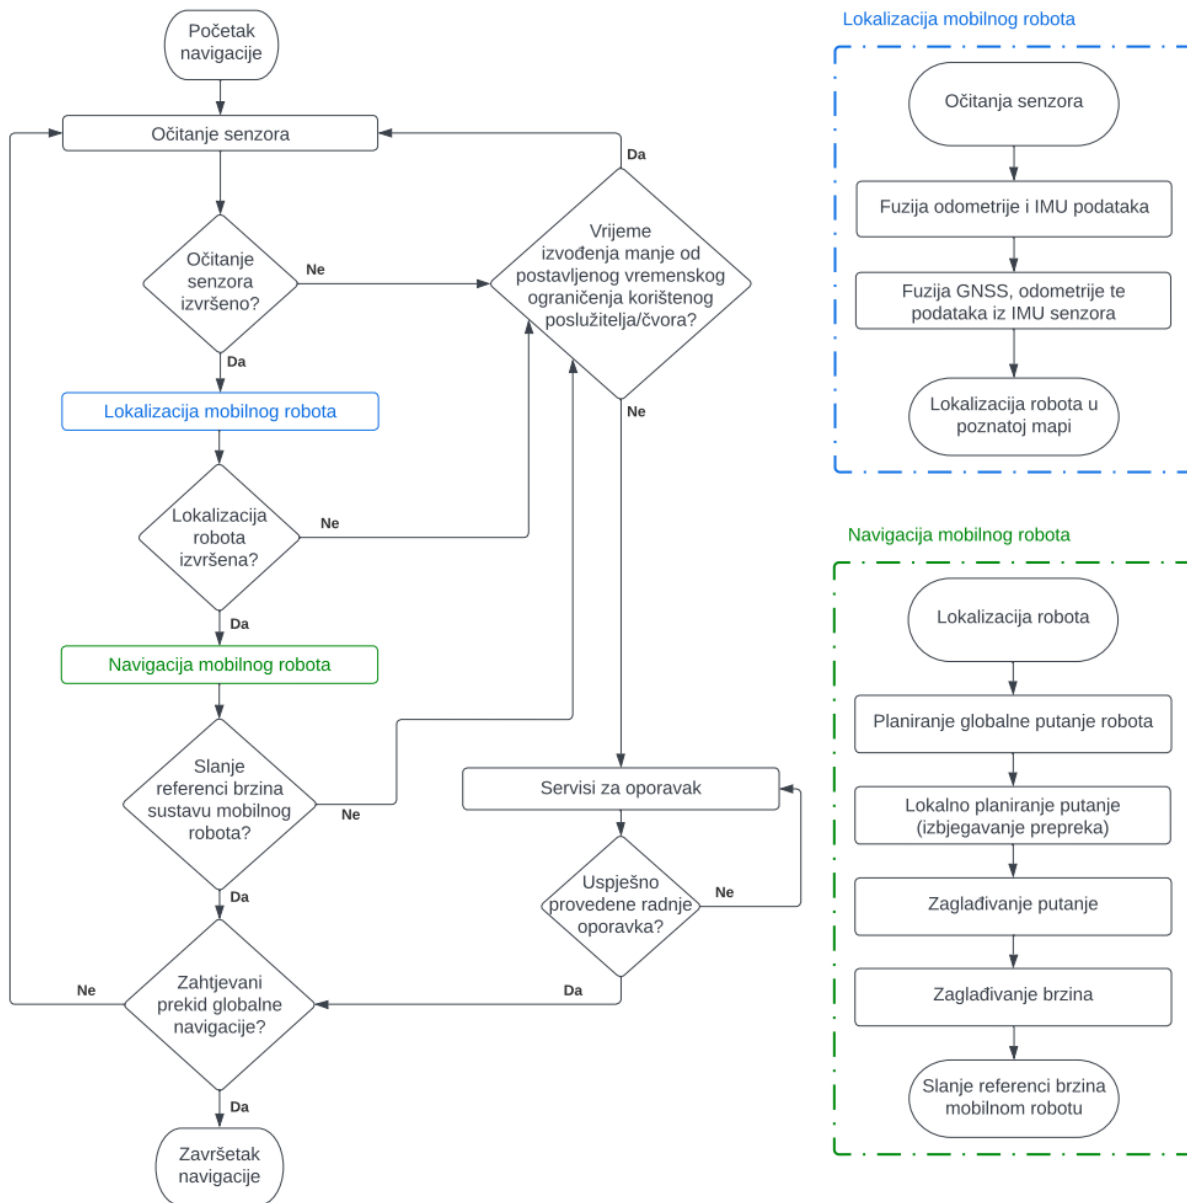 Početak
navigacije
Očitanje senzora
Očitanje
senzora
izvršeno?
Ne
Da
Vrijeme
izvođenja manje od
postavljenog vremenskog
ograničenja korištenog
poslužitelja/čvora?
Da
Ne
Lokalizacija mobilnog robota
Lokalizacija
robota
izvršena?
Ne
Da
Navigacija mobilnog robota
Slanje
referenci brzina
sustavu mobilnog
robota?
Ne
Da
Servisi za oporavak
Uspješno
provedene radnje
oporavka?
Ne
Da
Zahtjevani
prekid globalne
navigacije?
Ne
Da
Završetak
navigacije
Lokalizacija mobilnog robota
Očitanja senzora
Fuzija odometrije i IMU podataka
Fuzija GNSS, odometrije te
podataka iz IMU senzora
Lokalizacija robota u
poznatoj mapi
Navigacija mobilnog robota
Lokalizacija robota
Planiranje globalne putanje robota
Lokalno planiranje putanje
(izbjegavanje prepreka)
Zaglađivanje putanje
Zaglađivanje brzina
Slanje referenci brzina
mobilnom robotu